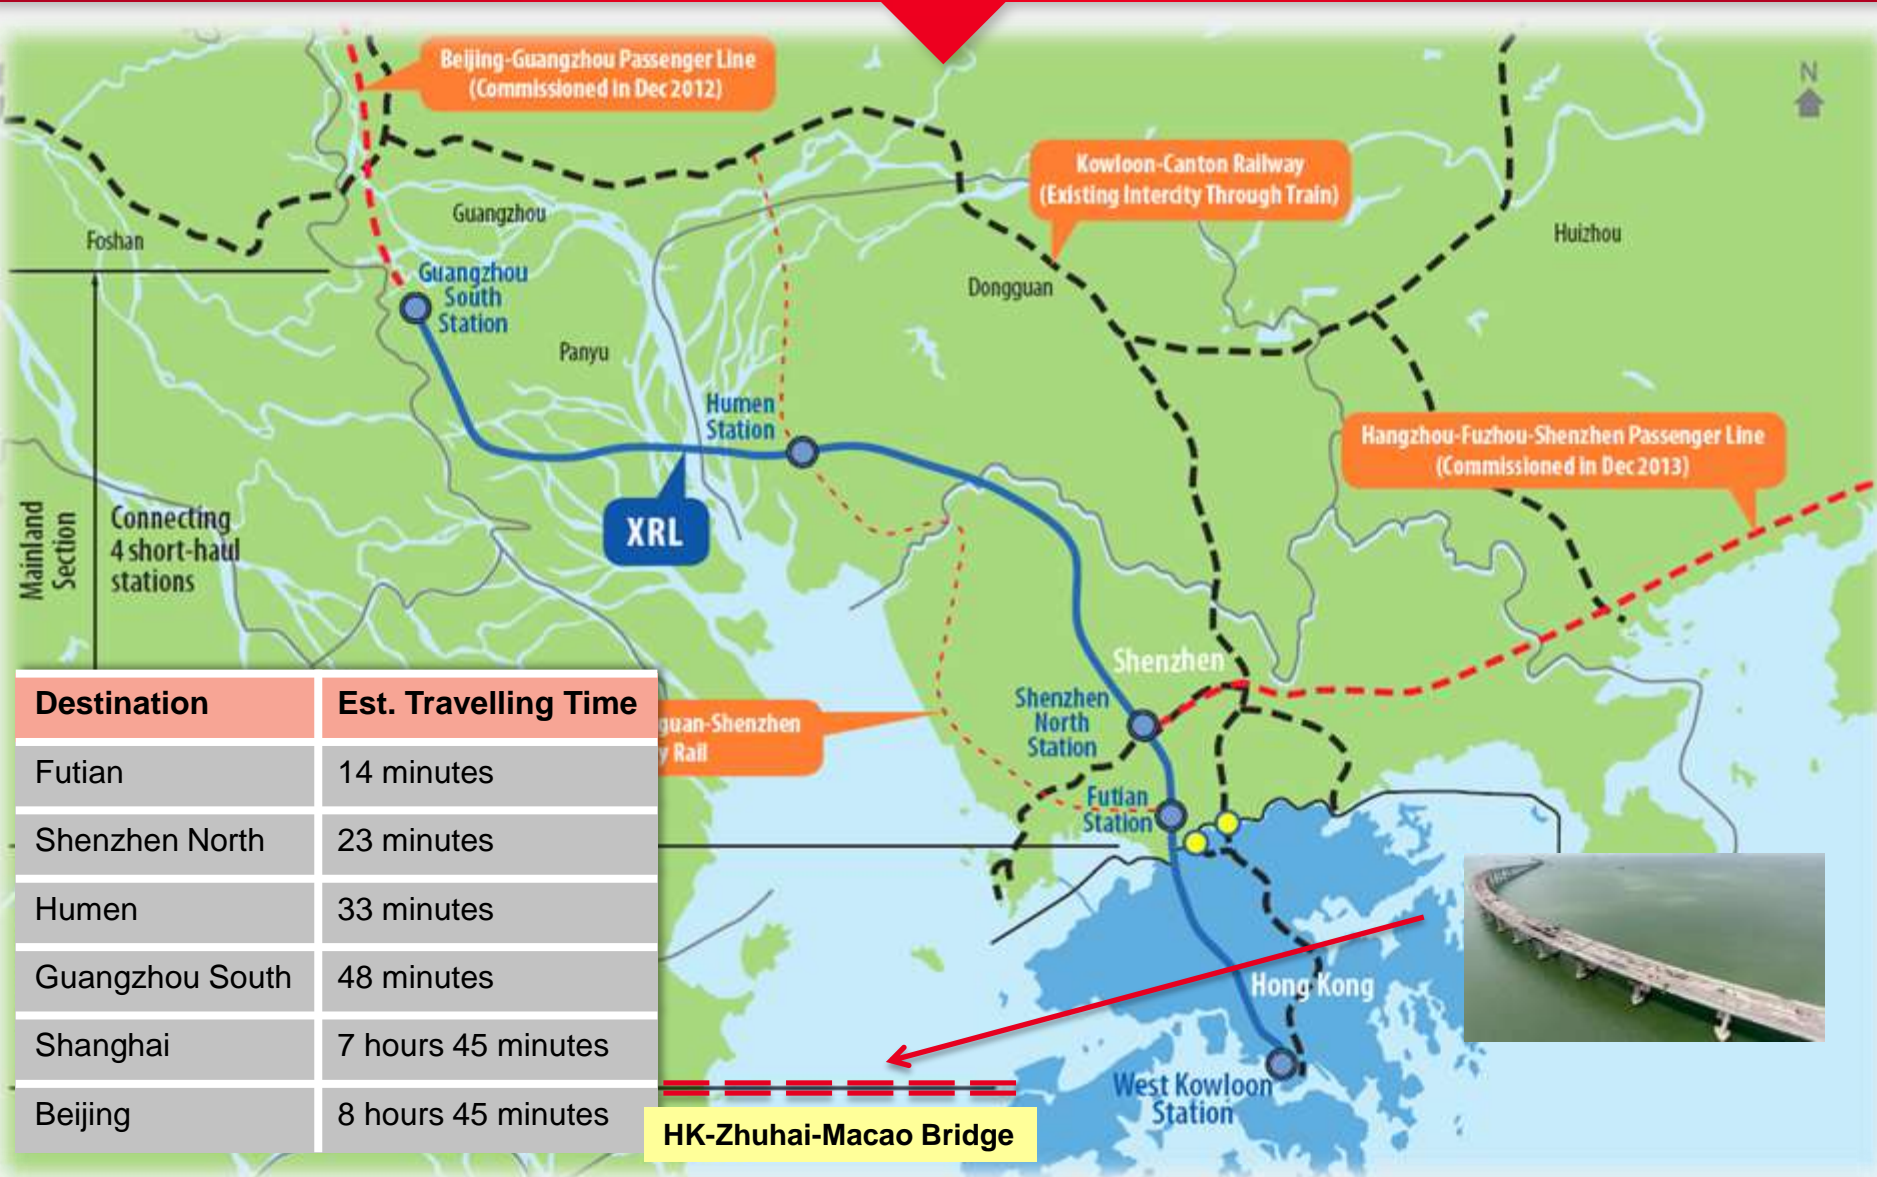 Beijing-Guangzhou Passenger Line
(Commissioned in Dec 2012)
N
Kowloon-Canton Railway
(Existing Intercity Through Train)
Guangzhou
Foshan
Huizhou
Guangzhou
South
Station
Dongguan
Panyu
Humen
Station
Hangzhou-Fuzhou-Shenzhen Passenger Line
(Commissioned in Dec 2013)
XRL
Mainland
Section
Connecting
4 short-haul
stations
Shenzhen
Shenzhen
North
Station
guan-Shenzhen
y Rail
Futian
Station
Destination Est. Travelling Time
Futian 14 minutes
Shenzhen North 23 minutes
Humen 33 minutes
Guangzhou South 48 minutes
Shanghai 7 hours 45 minutes
Beijing 8 hours 45 minutes
Hong Kong
West Kowloon
Station
HK-Zhuhai-Macao Bridge